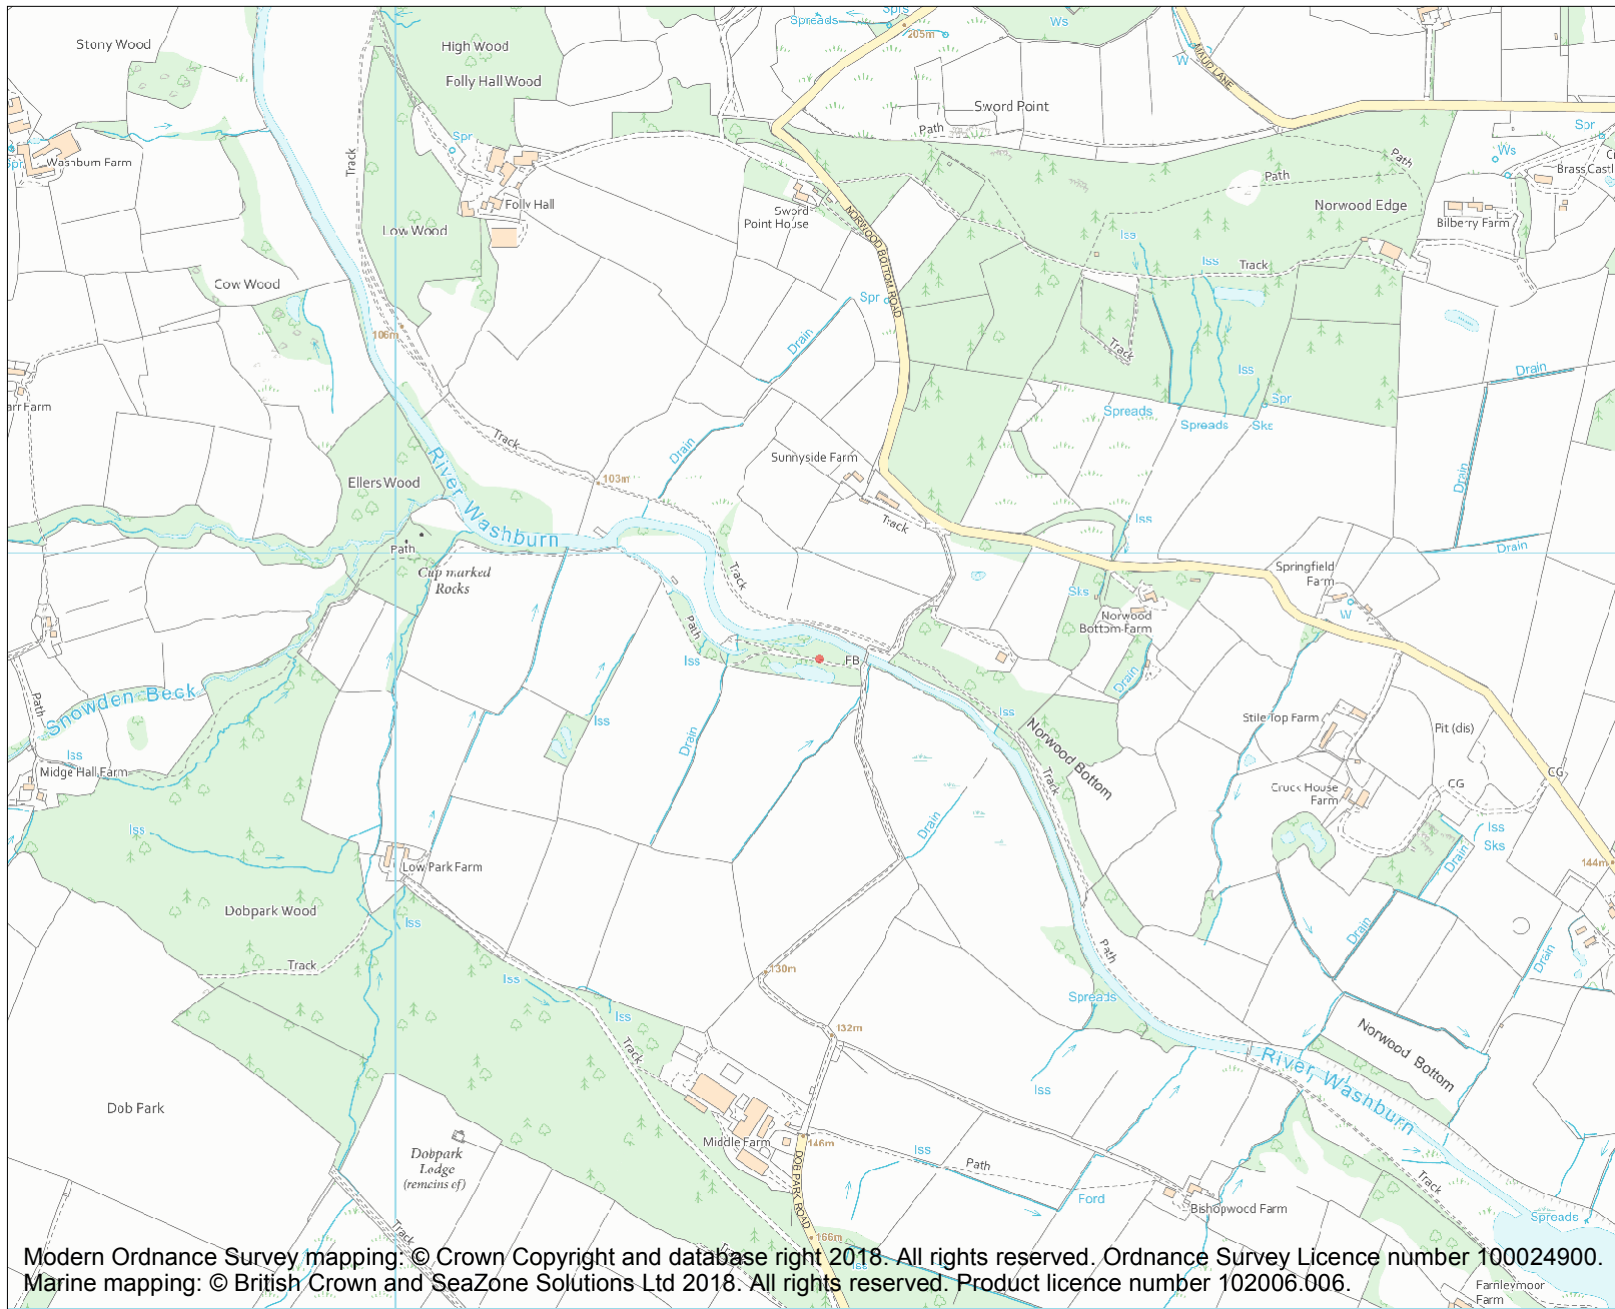 Stony Wood
High Wood
Folly Hall Wood
Spreads
Sprs
205m
Ws
MAUD LANE
W
Sword Point
Path
Washburn Farm
Spr
Spr
Track
Folly Hall
Low Wood
Sword
Point House
NORWOOD BOTTOM ROAD
Path
Path
Norwood Edge
Ws
Spr
Bilberry Farm
Iss
Iss
Track
Cow Wood
Spr
106m
Drain
Track
Iss
Drain
Spreads
Spreads
Spr
Sks
Track
Drain
Sunnyside Farm
River Washburn
Ellers Wood
103m
Drain
Track
Iss
Drain
Path
Cup marked
Rocks
Track
Springfield
Farm
Sks
W
Norwood
Bottom Farm
Path
Iss
FB
Drain
Snowden Beck
Path
Iss
Iss
Norwood Bottom
Stile Top Farm
Pit (dis)
Drain
Iss
Midge Hall Farm
Track
CG
CG
Cruck House
Farm
Iss
Drain
Iss
Sks
Drain
144m
Low Park Farm
Dobpark Wood
Iss
Drain
Path
Drain
Track
130m
Iss
Spreads
Iss
132m
Track
Norwood Bottom
River Washburn
Iss
Dob Park
Dobpark
Lodge
(remains of)
Middle Farm
146m
DOB PARK ROAD
Iss
Path
Ford
Track
Bishopwood Farm
Spreads
Track
166m
Track
Iss
Modern Ordnance Survey mapping: © Crown Copyright and database right 2018. All rights reserved. Ordnance Survey Licence number 100024900.
Marine mapping: © British Crown and SeaZone Solutions Ltd 2018. All rights reserved. Product licence number 102006.006.
Farnleymoor
Farm